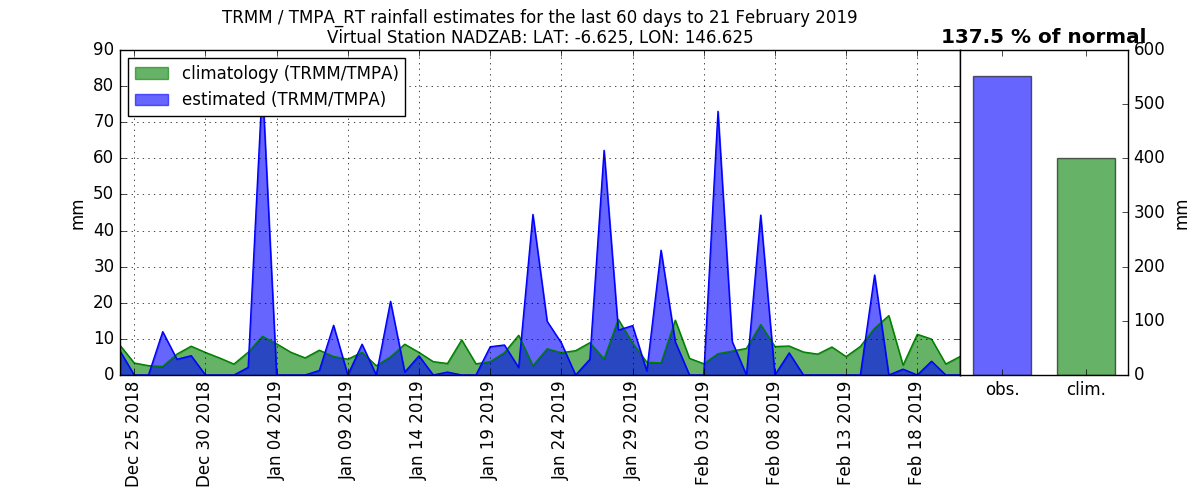 TRMM / TMPA_RT rainfall estimates for the last 60 days to 21 February 2019
Virtual Station NADZAB: LAT: -6.625, LON: 146.625
137.5 % of normal
climatology (TRMM/TMPA)
estimated (TRMM/TMPA)
90
80
70
60
50
40
30
20
10
0
mm
600
500
400
300
200
100
0
mm
obs.
clim.
Dec 25 2018
Dec 30 2018
Jan 04 2019
Jan 09 2019
Jan 14 2019
Jan 19 2019
Jan 24 2019
Jan 29 2019
Feb 03 2019
Feb 08 2019
Feb 13 2019
Feb 18 2019